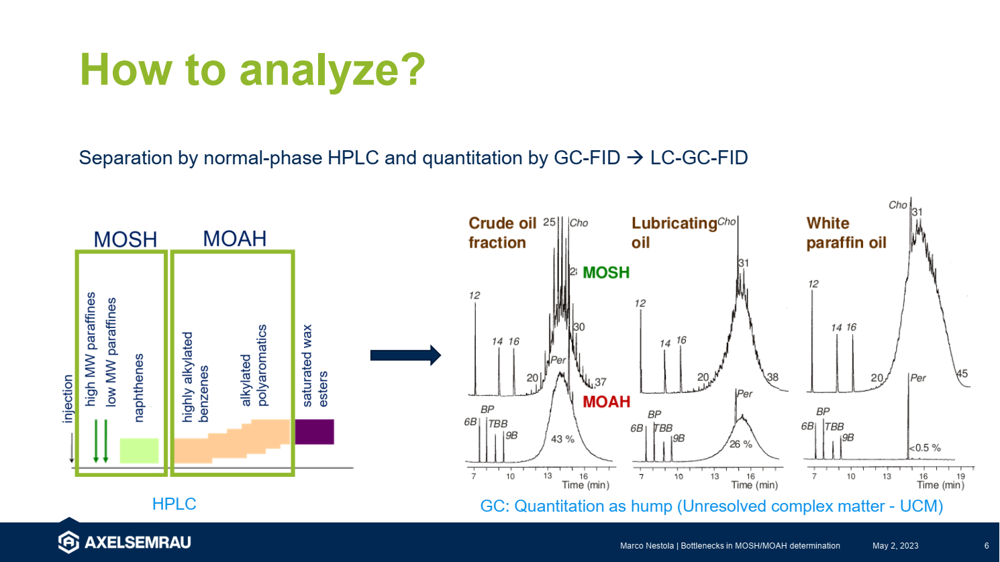 How to analyze?
Separation by normal-phase HPLC and quantitation by GC-FID → LC-GC-FID
MOSH
MOAH
injection
high MW paraffines
low MW paraffines
naphthenes
highly alkylated
benzenes
alkylated
polyaromatics
saturated wax
esters
HPLC
Crude oil
fraction
25
Cho
28
MOSH
12
14
16
30
Per
20
37
MOAH
BP
6B
TBB
9B
43 %
7
10
13
16
Time (min)
Lubricating
oil
Cho
31
12
14
16
20
38
Per
BP
6B
TBB
9B
26 %
7
10
13
16
Time (min)
White
paraffin oil
Cho
31
12
14
16
20
45
Per
BP
6B
TBB
9B
<0.5 %
7
10
13
16
19
Time (min)
GC: Quantitation as hump (Unresolved complex matter - UCM)
AXELSEMRAU
Marco Nestola | Bottlenecks in MOSH/MOAH determination
May 2, 2023
6